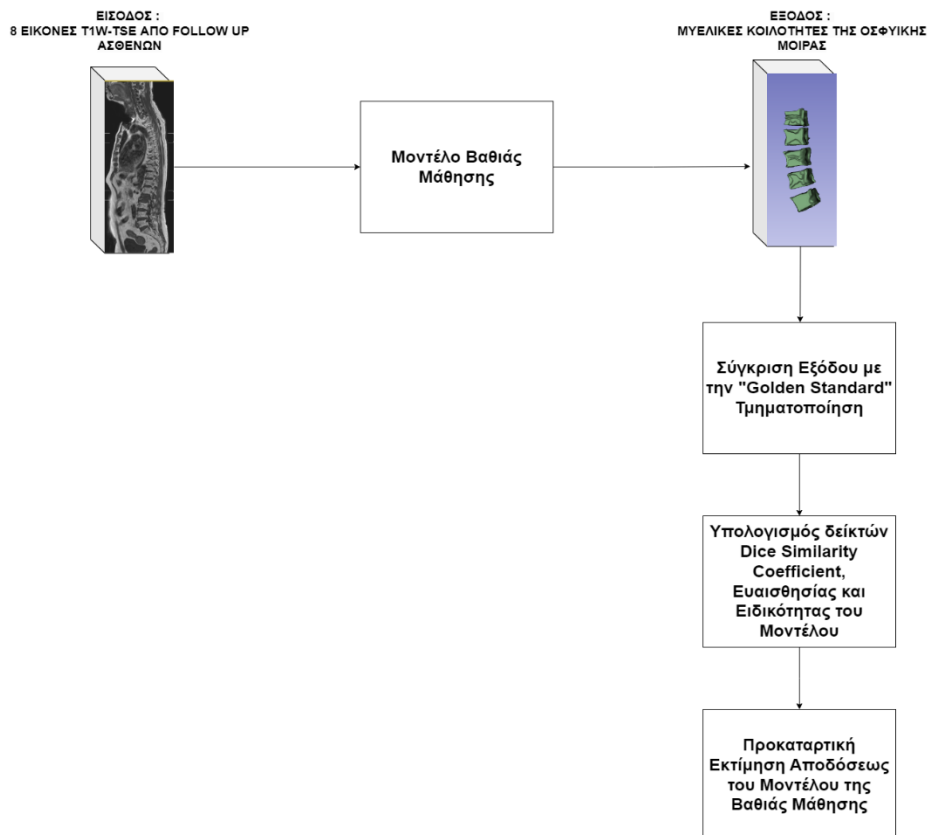 ΕΙΣΟΔΟΣ :
8 ΕΙΚΟΝΕΣ T1W-TSE ΑΠΟ FOLLOW UP
ΑΣΘΕΝΩΝ
ΕΞΟΔΟΣ :
ΜΥΕΛΙΚΕΣ ΚΟΙΛΟΤΗΤΕΣ ΤΗΣ ΟΣΦΥΙΚΗΣ
ΜΟΙΡΑΣ
Μοντέλο Βαθιάς
Μάθησης
Σύγκριση Εξόδου με
την "Golden Standard"
Τμηματοποίηση
Υπολογισμός δείκτών
Dice Similarity
Coefficient,
Ευαισθησίας και
Ειδικότητας του
Μοντέλου
Προκαταρτική
Εκτίμηση Αποδόσεως
του Μοντέλου της
Βαθιάς Μάθησης